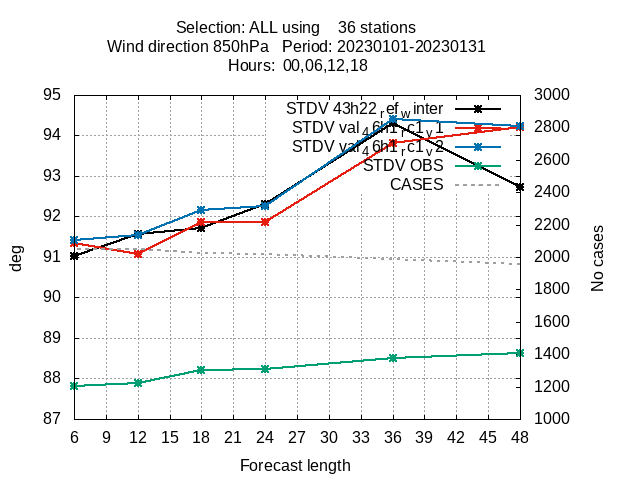 Selection: ALL using    36 stations
Wind direction 850hPa   Period: 20230101-20230131
Hours: 00,06,12,18
95
94
93
92
91
90
89
88
87
3000
2800
2600
2400
2200
2000
1800
1600
1400
1200
1000
STDV 43h22_ref_winter
STDV val_46h1_rc1_v1
STDV val_46h1_rc1_v2
STDV OBS
CASES
deg
No cases
6 9 12 15 18 21 24 27 30 33 36 39 42 45 48
Forecast length